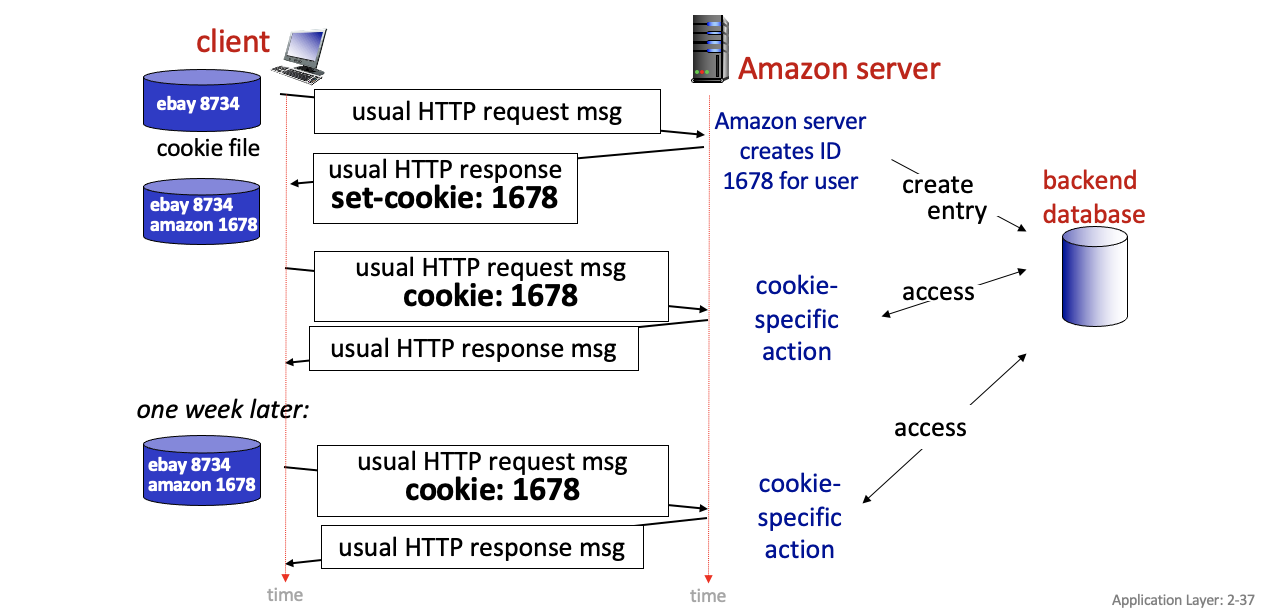 client
Amazon server
ebay 8734
cookie file
usual HTTP request msg
Amazon server
creates ID
1678 for user
usual HTTP response
set-cookie: 1678
create
entry
backend
database
ebay 8734
amazon 1678
usual HTTP request msg
cookie: 1678
cookie-
specific
action
access
usual HTTP response msg
one week later:
ebay 8734
amazon 1678
usual HTTP request msg
cookie: 1678
access
cookie-
specific
action
usual HTTP response msg
time
time
Application Layer: 2-37